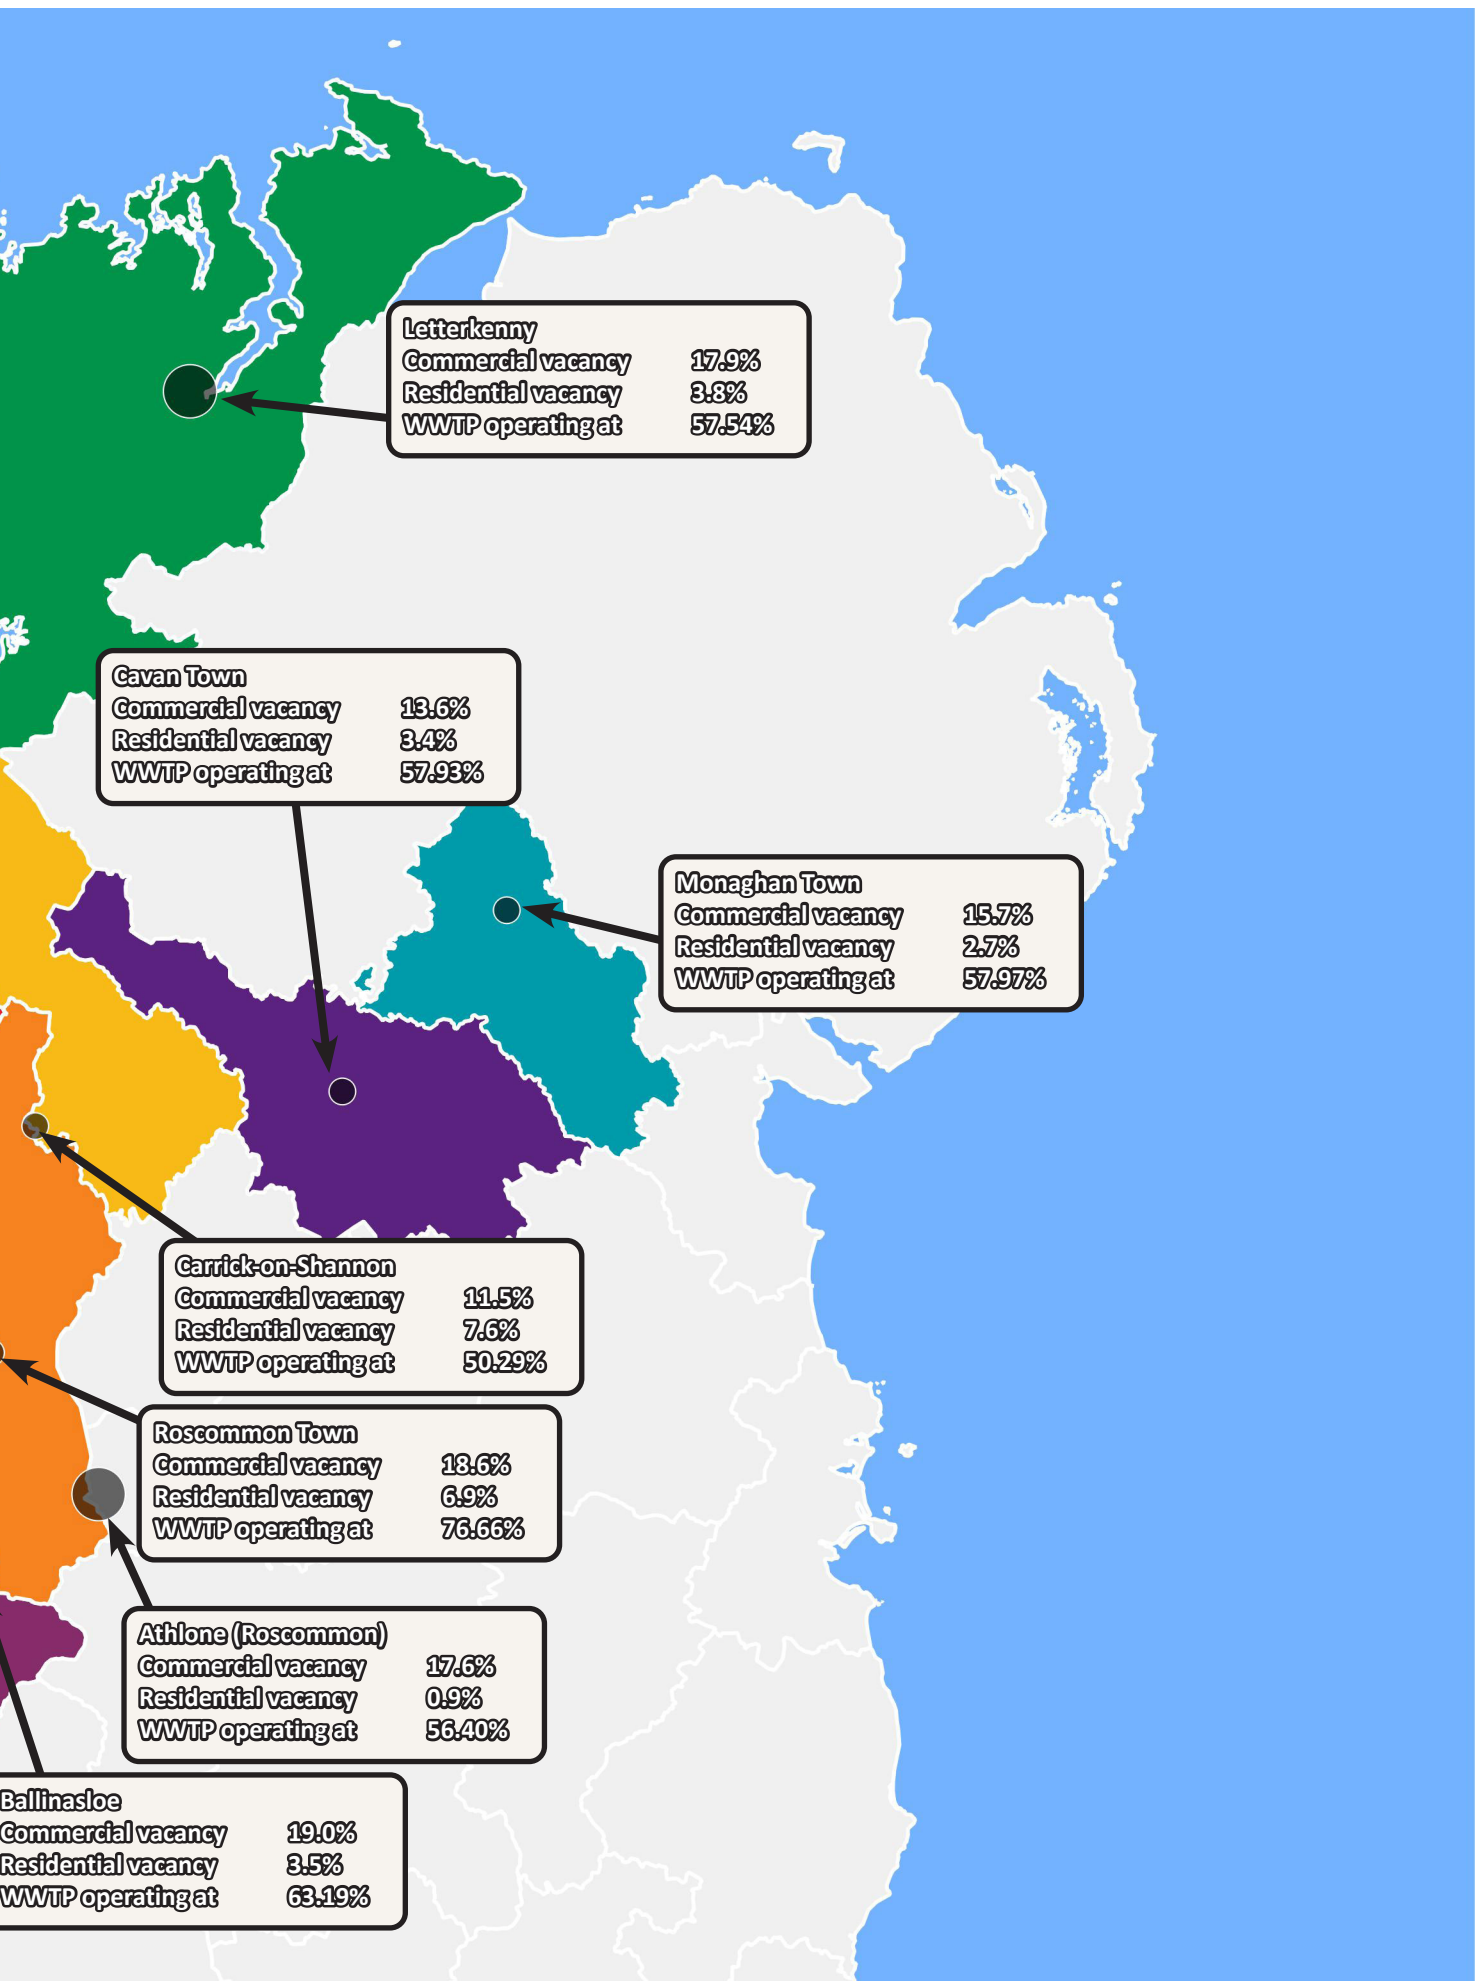 Letterkenny
Commercial vacancy 17.9%
Residential vacancy 3.8%
WWTP operating at 57.54%
Cavan Town
Commercial vacancy 13.6%
Residential vacancy 3.4%
WWTP operating at 57.93%
Monaghan Town
Commercial vacancy 15.7%
Residential vacancy 2.7%
WWTP operating at 57.97%
Carrick-on-Shannon
Commercial vacancy 11.5%
Residential vacancy 7.6%
WWTP operating at 50.29%
Roscommon Town
Commercial vacancy 18.6%
Residential vacancy 6.9%
WWTP operating at 76.66%
Athlone (Roscommon)
Commercial vacancy 17.6%
Residential vacancy 0.9%
WWTP operating at 56.40%
Ballinasloe
Commercial vacancy 19.0%
Residential vacancy 3.5%
WWTP operating at 63.19%